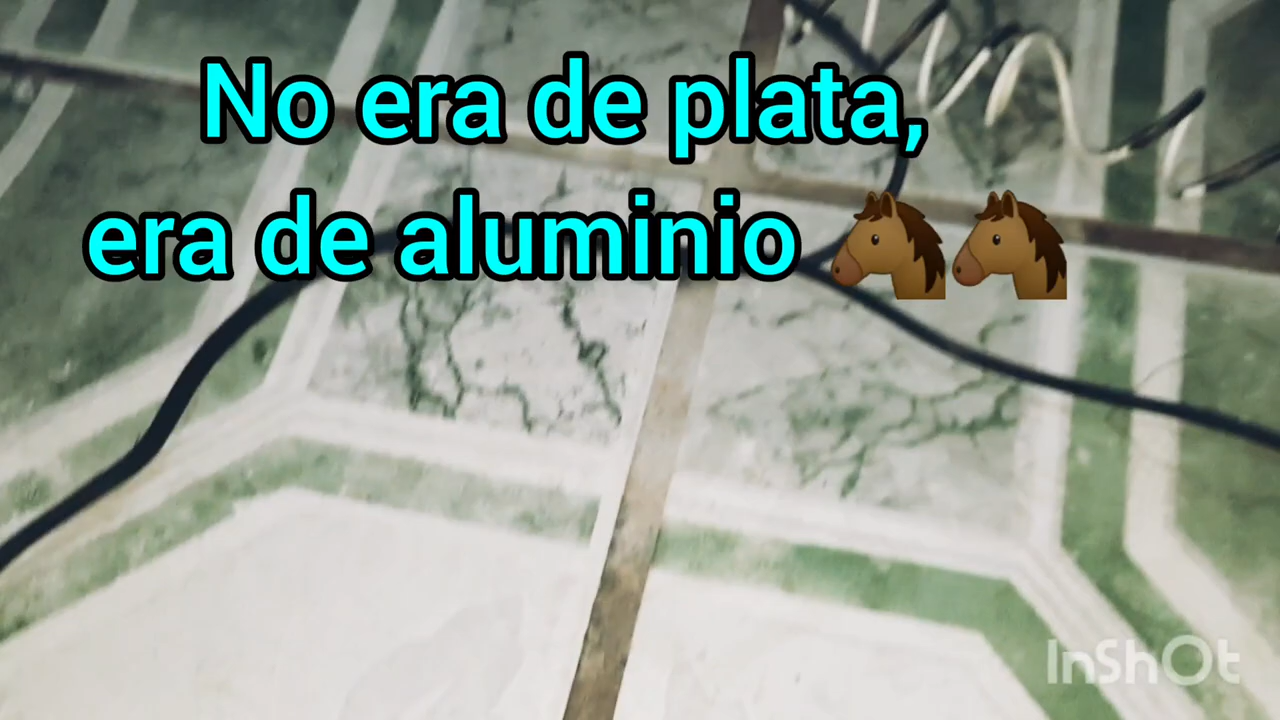 No era de plata,
era de aluminio 🐴🐴
InShOt